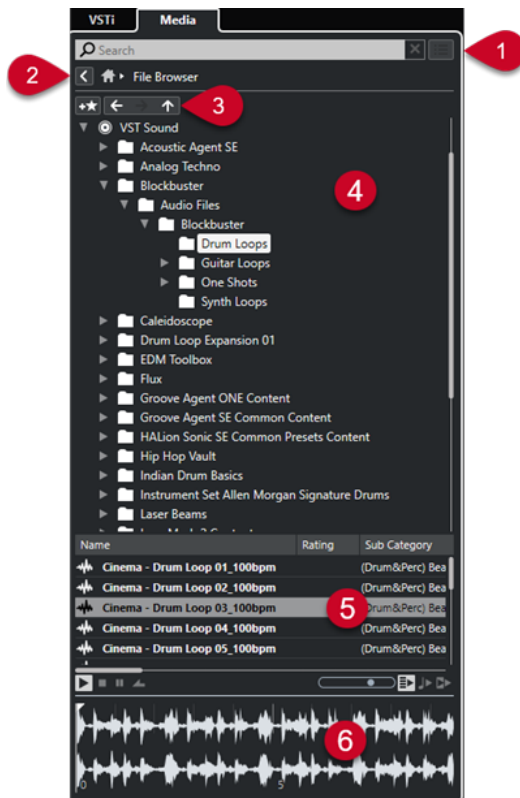 VSTi Media
Search
1
2
File Browser
3
VST Sound
Acoustic Agent SE
Analog Techno
Blockbuster
4
Audio Files
Blockbuster
Drum Loops
Guitar Loops
One Shots
Synth Loops
Caleidoscope
Drum Loop Expansion 01
EDM Toolbox
Flux
Groove Agent ONE Content
Groove Agent SE Common Content
HALion Sonic SE Common Presets Content
Hip Hop Vault
Indian Drum Basics
Instrument Set Allen Morgan Signature Drums
Laser Beams
Name Rating Sub Category
Cinema - Drum Loop 01_100bpm (Drum&Perc) Bea
Cinema - Drum Loop 02_100bpm (Drum&Perc) Bea
Cinema - Drum Loop 03_100bpm 5 Drum&Perc) Bea
Cinema - Drum Loop 04_100bpm (Drum&Perc) Bea
Cinema - Drum Loop 05_100bpm (Drum&Perc) Bea
6
0 5